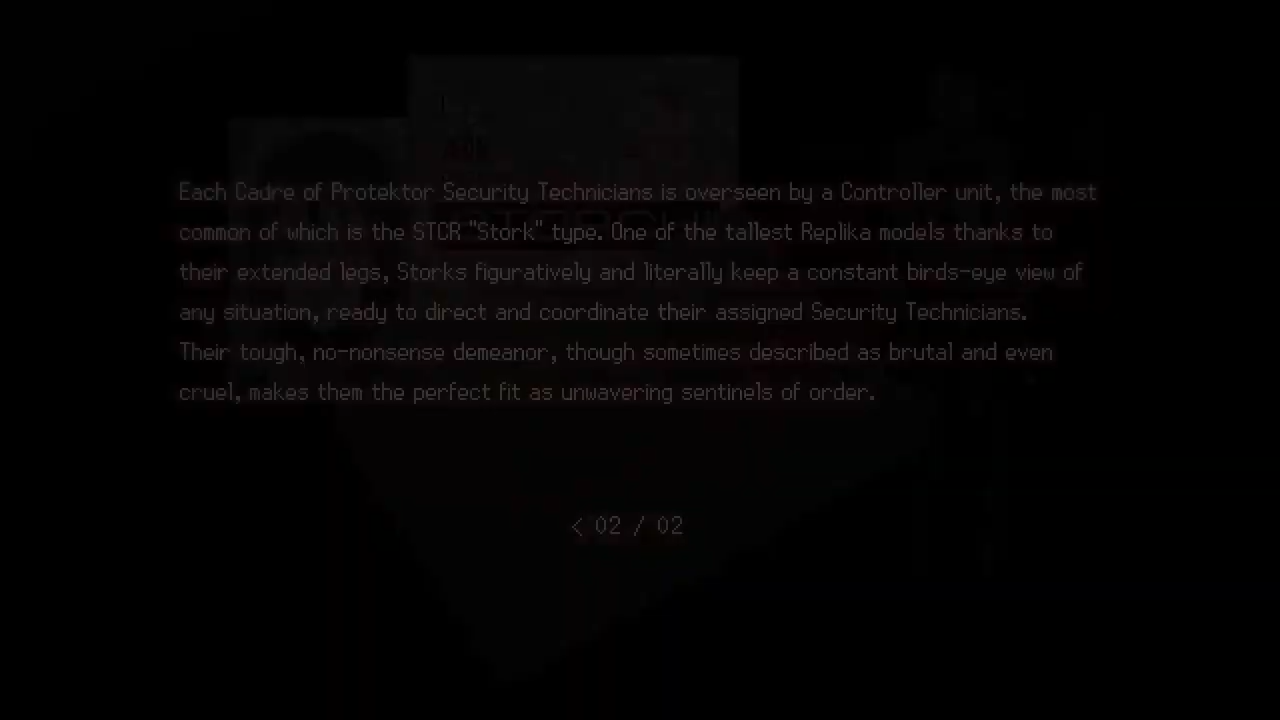 Each Cadre of Protektor Security Technicians is overseen by a Controller unit, the most
common of which is the STCR "Stork" type. One of the tallest Replika models thanks to
their extended legs, Storks figuratively and literally keep a constant birds-eye view of
any situation, ready to direct and coordinate their assigned Security Technicians.
Their tough, no-nonsense demeanor, though sometimes described as brutal and even
cruel, makes them the perfect fit as unwavering sentinels of order.
< 02 / 02